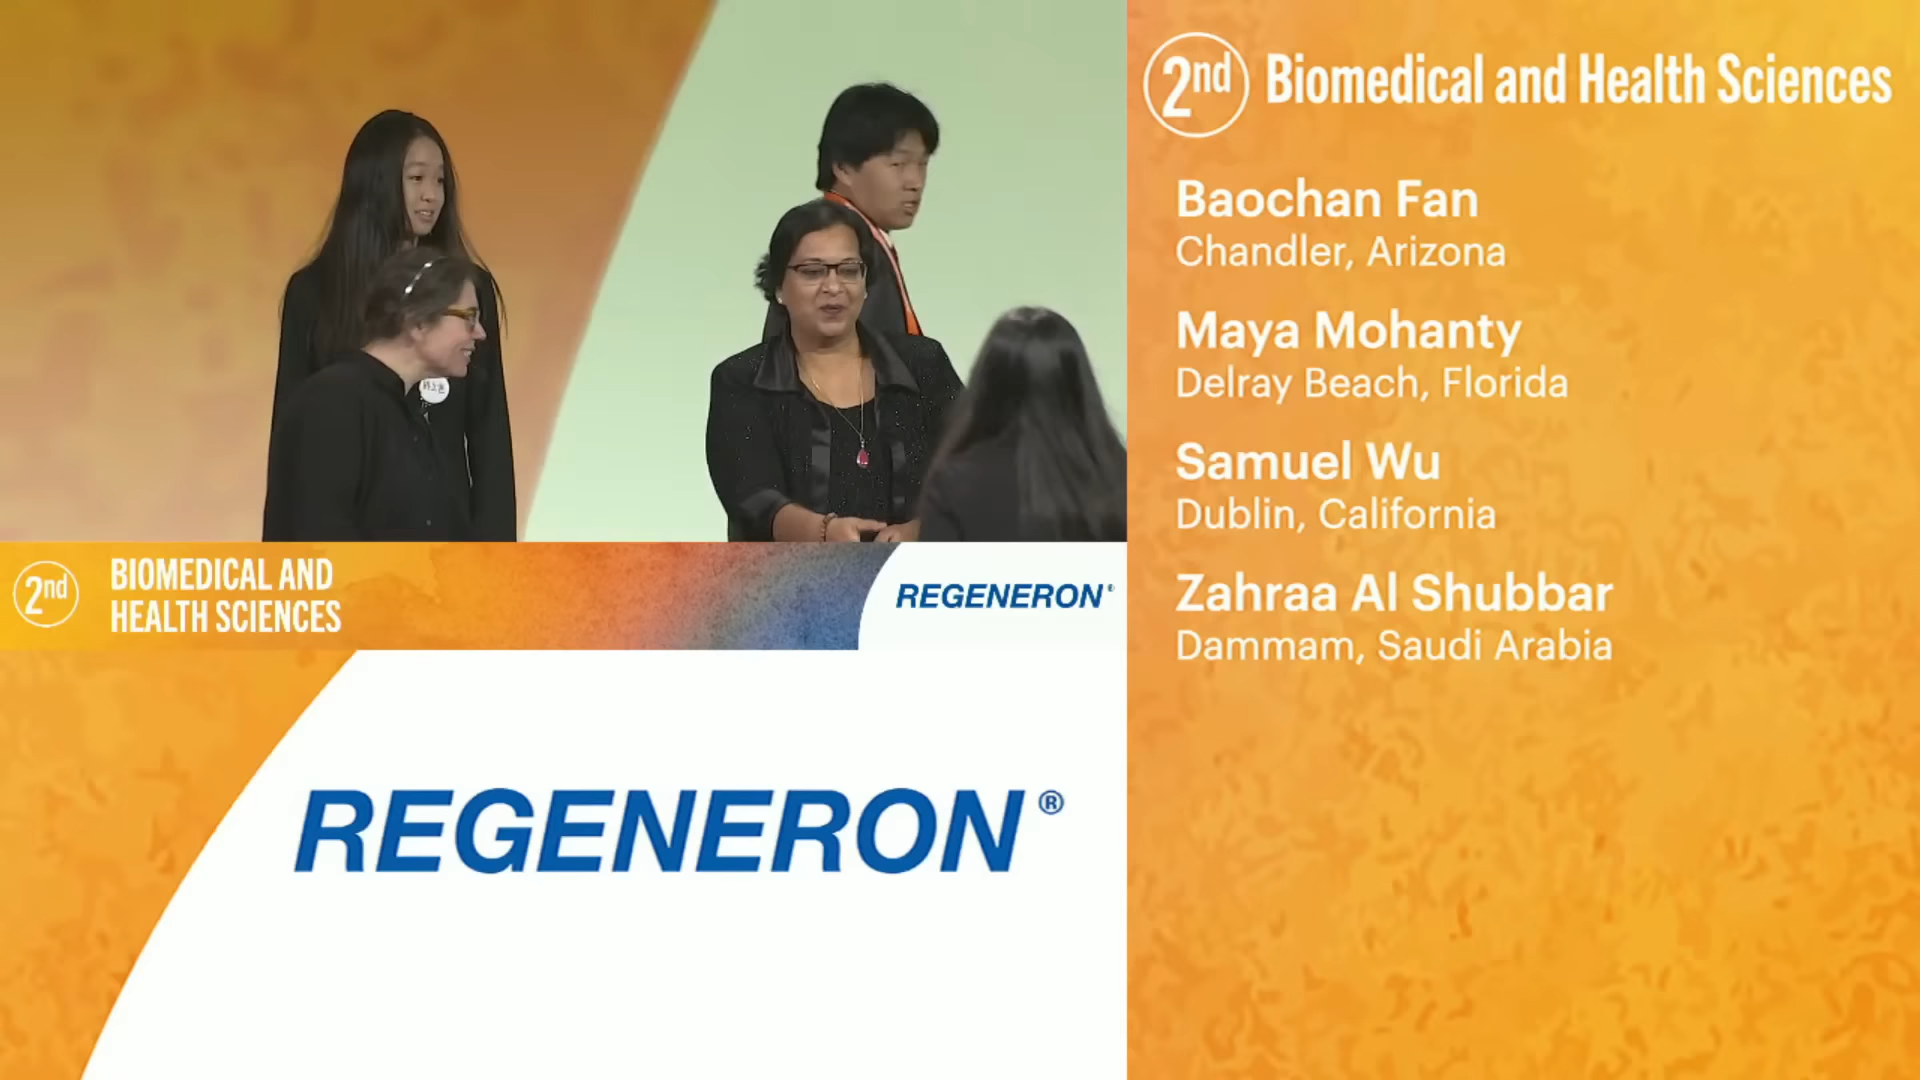 2nd Biomedical and Health Sciences
Baochan Fan
Chandler, Arizona
Maya Mohanty
Delray Beach, Florida
Samuel Wu
Dublin, California
Zahraa Al Shubbar
Dammam, Saudi Arabia
2nd
BIOMEDICAL AND
HEALTH SCIENCES
REGENERON®
REGENERON®